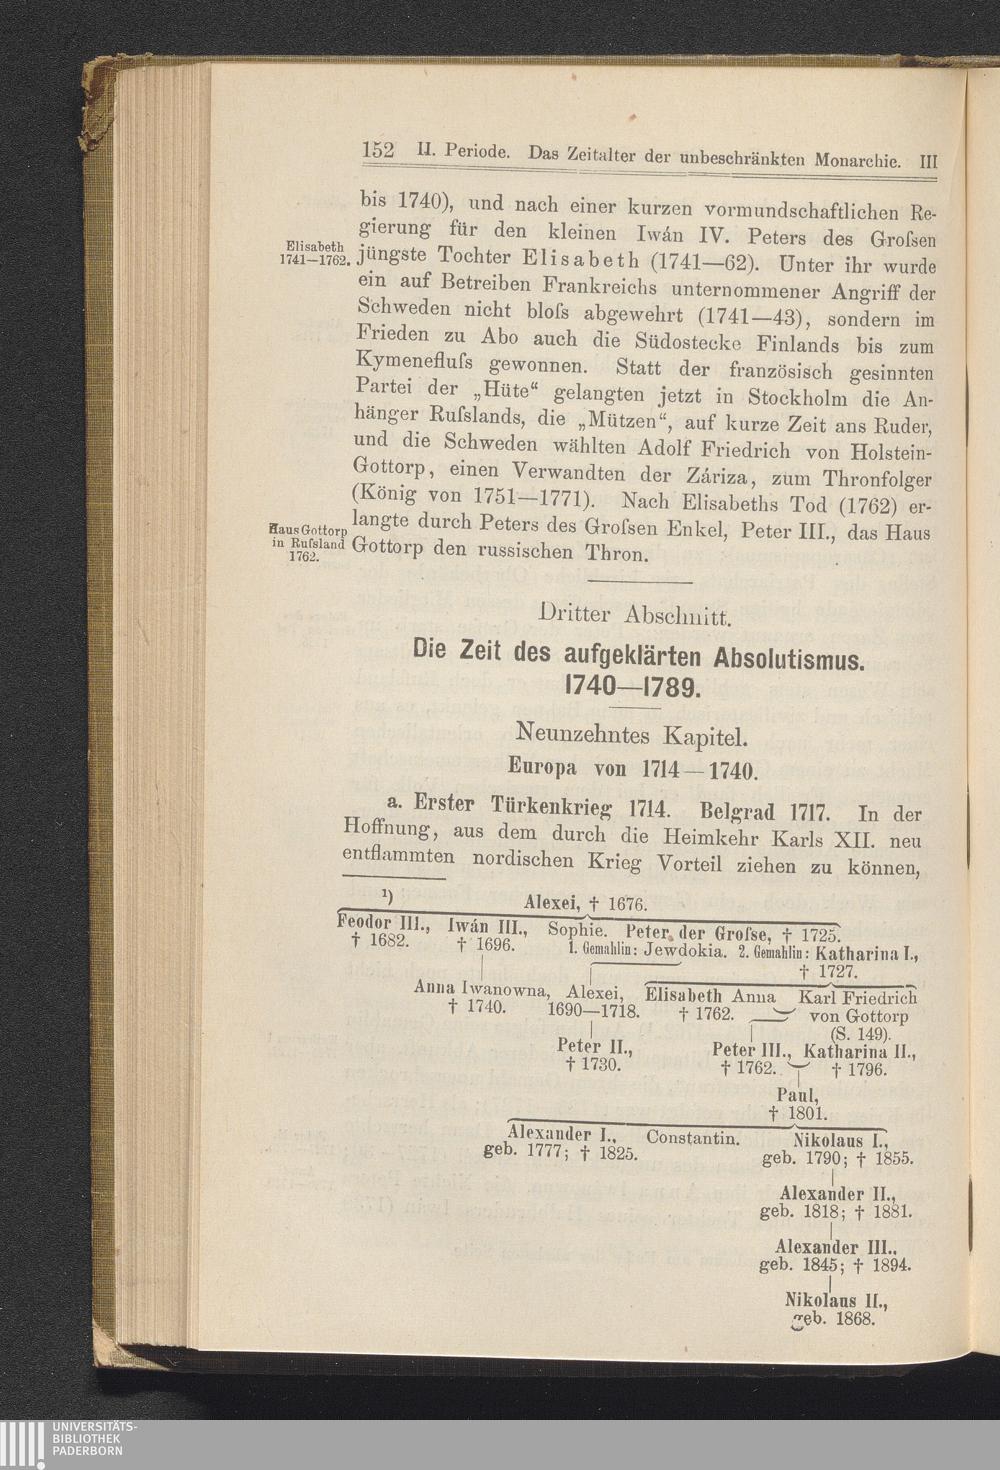 152 II. Periode. Das Zeitalter der unbeschränkten Monarchie. III
bis 1740), und nach einer kurzen vormundschaftlichen Re-
gierung für den kleinen Iwán IV. Peters des Grofsen
Elisabeth
1741—1762.
jüngste Tochter Elisabeth (1741—62). Unter ihr wurde
ein auf Betreiben Frankreichs unternommener Angriff der
Schweden nicht blofs abgewehrt (1741—43), sondern im
Frieden zu Abo auch die Südostecke Finlands bis zum
Kymeneflufs gewonnen. Statt der französisch gesinnten
Partei der „Hüte“ gelangten jetzt in Stockholm die An-
hänger Rufslands, die „Mützen“, auf kurze Zeit ans Ruder,
und die Schweden wählten Adolf Friedrich von Holstein-
Gottorp, einen Verwandten der Záriza, zum Thronfolger
(König von 1751—1771). Nach Elisabeths Tod (1762) er-
Haus Gottorp
in Rufsland
1762.
langte durch Peters des Grofsen Enkel, Peter III., das Haus
Gottorp den russischen Thron.
Dritter Abschnitt.
Die Zeit des aufgeklärten Absolutismus.
1740—1789.
Neunzehntes Kapitel.
Europa von 1714—1740.
a. Erster Türkenkrieg 1714. Belgrad 1717. In der
Hoffnung, aus dem durch die Heimkehr Karls XII. neu
entflammten nordischen Krieg Vorteil ziehen zu können,
1) Alexei, † 1676.
Feodor III., Iwán III., Sophie. Peter der Grofse, † 1725.
† 1682. † 1696. 1. Gemahlin: Jewdokia. 2. Gemahlin: Katharina I.,
† 1727.
Anna Iwanowna, Alexei, Elisabeth Anna Karl Friedrich
† 1740. 1690—1718. † 1762. von Gottorp
(S. 149).
Peter II., Peter III., Katharina II.,
† 1730. † 1762. † 1796.
Paul,
† 1801.
Alexander I., Constantin. Nikolaus I.,
geb. 1777; † 1825. geb. 1790; † 1855.
Alexander II.,
geb. 1818; † 1881.
Alexander III..
geb. 1845; † 1894.
Nikolaus II.,
geb. 1868.
UNIVERSITÄTS-
BIBLIOTHEK
PADERBORN